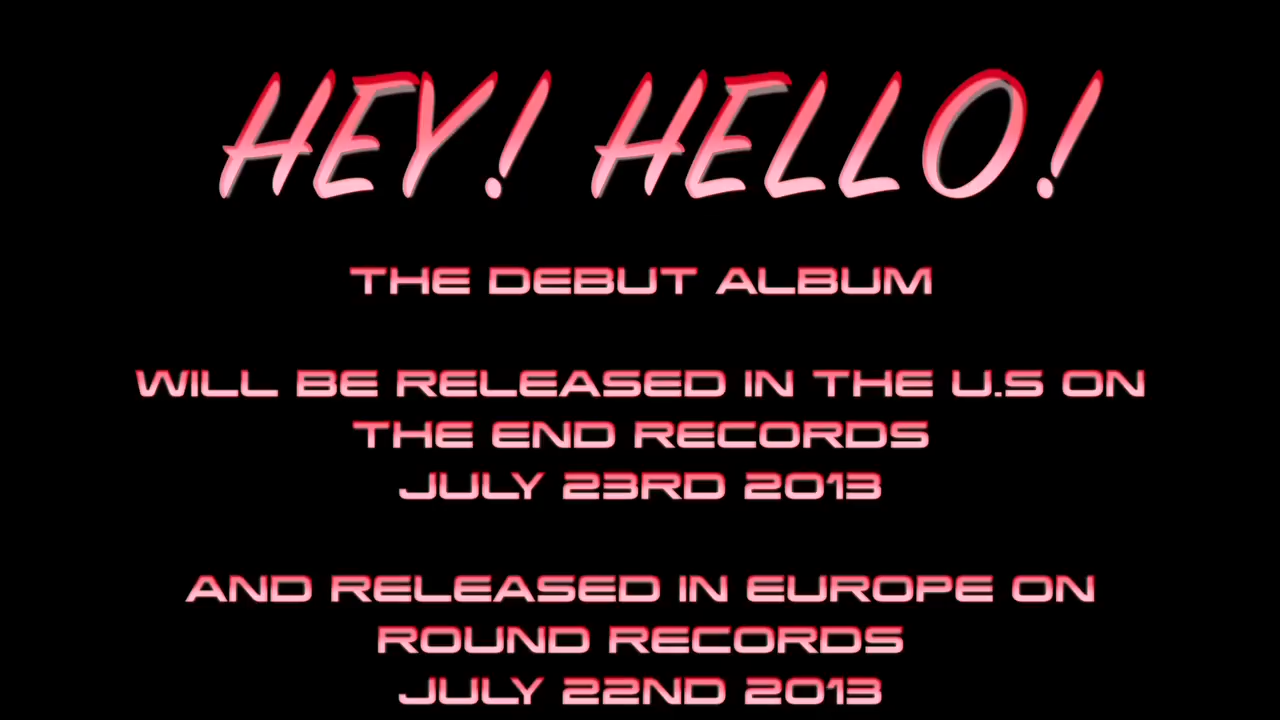 HEY! HELLO!
THE DEBUT ALBUM
WILL BE RELEASED IN THE U.S ON
THE END RECORDS
JULY 23RD 2013
AND RELEASED IN EUROPE ON
ROUND RECORDS
JULY 22ND 2013